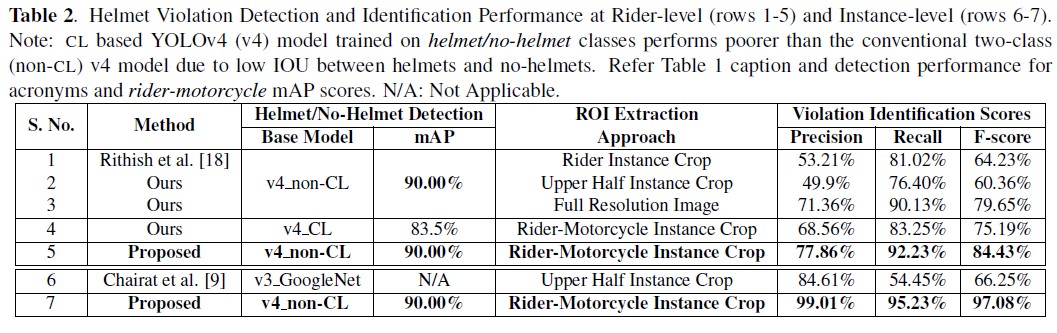 Table 2. Helmet Violation Detection and Identification Performance at Rider-level (rows 1-5) and Instance-level (rows 6-7).
Note: CL based YOLOv4 (v4) model trained on helmet/no-helmet classes performs poorer than the conventional two-class
(non-CL) v4 model due to low IOU between helmets and no-helmets. Refer Table 1 caption and detection performance for
acronyms and rider-motorcycle mAP scores. N/A: Not Applicable.
S. No. Method Helmet/No-Helmet Detection ROI Extraction Violation Identification Scores
Base Model mAP Approach Precision Recall F-score
1 Rithish et al. [18] Rider Instance Crop 53.21% 81.02% 64.23%
2 Ours v4_non-CL 90.00% Upper Half Instance Crop 49.9% 76.40% 60.36%
3 Ours Full Resolution Image 71.36% 90.13% 79.65%
4 Ours v4_CL 83.5% Rider-Motorcycle Instance Crop 68.56% 83.25% 75.19%
5 Proposed v4_non-CL 90.00% Rider-Motorcycle Instance Crop 77.86% 92.23% 84.43%
6 Chairat et al. [9] v3_GoogleNet N/A Upper Half Instance Crop 84.61% 54.45% 66.25%
7 Proposed v4_non-CL 90.00% Rider-Motorcycle Instance Crop 99.01% 95.23% 97.08%